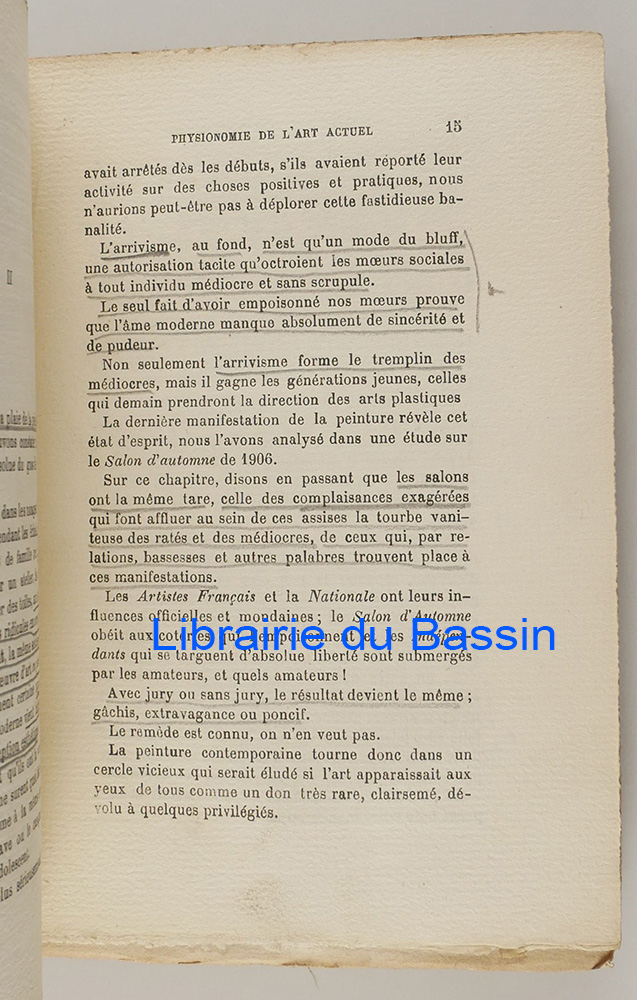 PHYSIONOMIE DE L'ART ACTUEL 15
avait arrêtés dès les débuts, s'ils avaient reporté leur
activité sur des choses positives et pratiques, nous
n'aurions peut-être pas à déplorer cette fastidieuse ba-
nalité.
L'arrivisme, au fond, n'est qu'un mode du bluff,
une autorisation tacite qu'octroient les mœurs sociales
à tout individu médiocre et sans scrupule.
Le seul fait d'avoir empoisonné nos mœurs prouve
que l'âme moderne manque absolument de sincérité et
de pudeur.
Non seulement l'arrivisme forme le tremplin des
médiocres, mais il gagne les générations jeunes, celles
qui demain prendront la direction des arts plastiques
La dernière manifestation de la peinture révèle cet
état d'esprit, nous l'avons analysé dans une étude sur
le Salon d'automne de 1906.
Sur ce chapitre, disons en passant que les salons
ont la même tare, celle des complaisances exagérées
qui font affluer au sein de ces assises la tourbe vani-
teuse des ratés et des médiocres, de ceux qui, par re-
lations, bassesses et autres palabres trouvent place à
ces manifestations.
Les Artistes Français et la Nationale ont leurs in-
fluences officielles et mondaines ; le Salon d'Automne
obéit aux coteries qui l'empoisonnent et les Indépen-
dants qui se targuent d'absolue liberté sont submergés
par les amateurs, et quels amateurs !
Avec jury ou sans jury, le résultat devient le même ;
gâchis, extravagance ou poncif.
Le remède est connu, on n'en veut pas.
La peinture contemporaine tourne donc dans un
cercle vicieux qui serait éludé si l'art apparaissait aux
yeux de tous comme un don très rare, clairsemé, dé-
volu à quelques privilégiés.
Librairie du Bassin